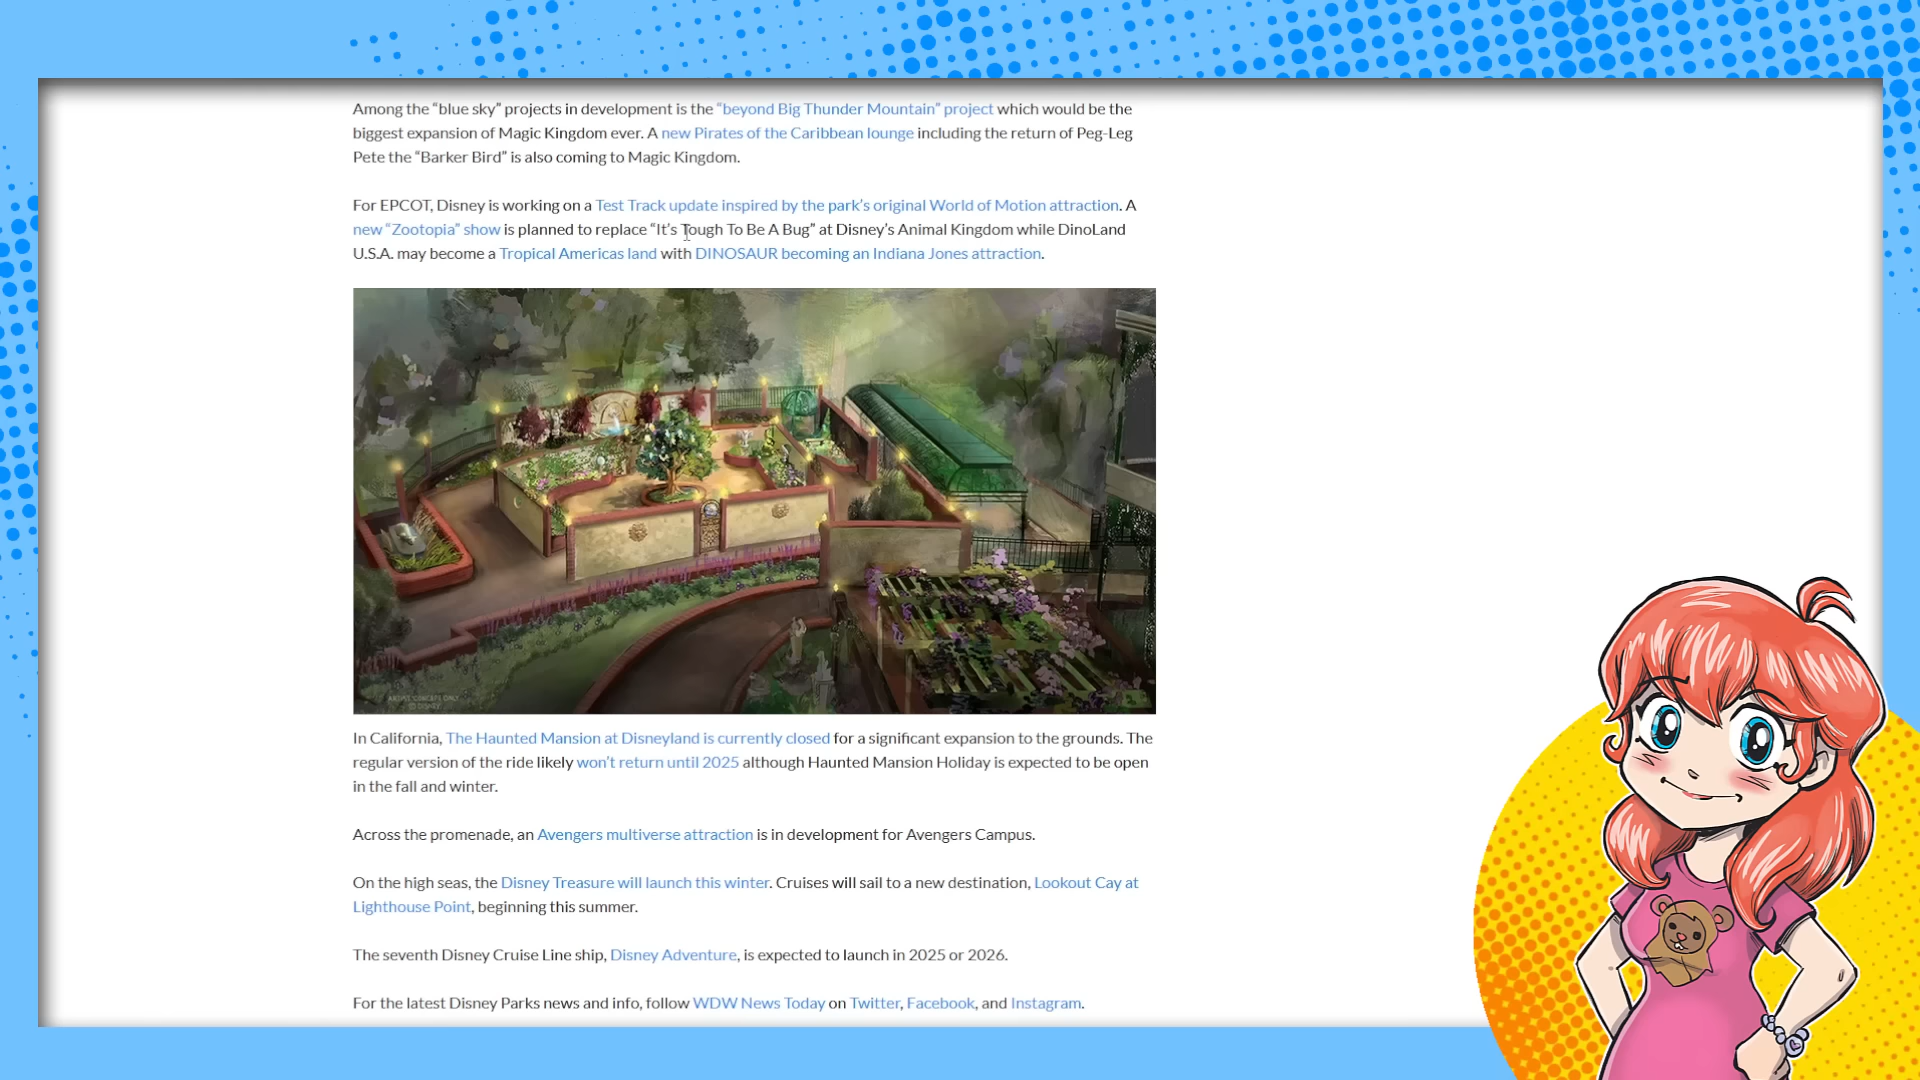 Among the “blue sky” projects in development is the “beyond Big Thunder Mountain” project which would be the
biggest expansion of Magic Kingdom ever. A new Pirates of the Caribbean lounge including the return of Peg-Leg
Pete the “Barker Bird” is also coming to Magic Kingdom.
For EPCOT, Disney is working on a Test Track update inspired by the park’s original World of Motion attraction. A
new “Zootopia” show is planned to replace “It’s Tough To Be A Bug” at Disney’s Animal Kingdom while DinoLand
U.S.A. may become a Tropical Americas land with DINOSAUR becoming an Indiana Jones attraction.
ARTIST CONCEPT ONLY
© DISNEY
In California, The Haunted Mansion at Disneyland is currently closed for a significant expansion to the grounds. The
regular version of the ride likely won’t return until 2025 although Haunted Mansion Holiday is expected to be open
in the fall and winter.
Across the promenade, an Avengers multiverse attraction is in development for Avengers Campus.
On the high seas, the Disney Treasure will launch this winter. Cruises will sail to a new destination, Lookout Cay at
Lighthouse Point, beginning this summer.
The seventh Disney Cruise Line ship, Disney Adventure, is expected to launch in 2025 or 2026.
For the latest Disney Parks news and info, follow WDW News Today on Twitter, Facebook, and Instagram.